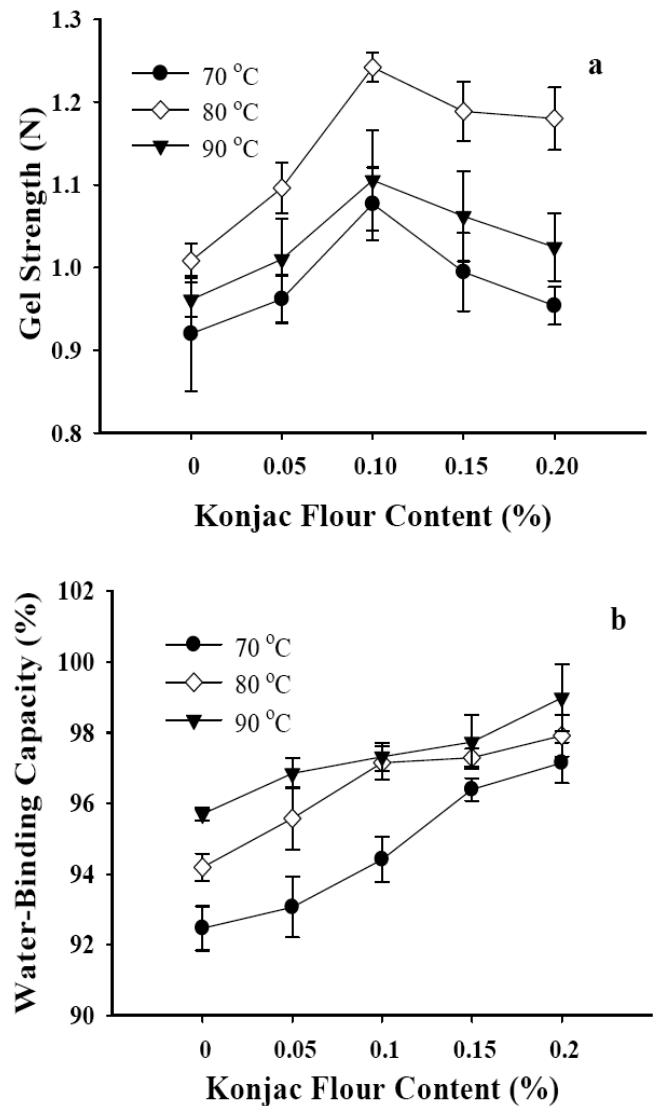 1.3
1.2
1.1
1.0
0.9
0.8
Gel Strength (N)
70 °C
80 °C
90 °C
a
0 0.05 0.10 0.15 0.20
Konjac Flour Content (%)
102
100
98
96
94
92
90
Water-Binding Capacity (%)
70 °C
80 °C
90 °C
b
0 0.05 0.1 0.15 0.2
Konjac Flour Content (%)